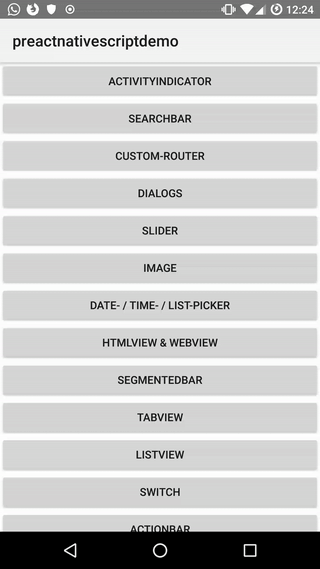 12:24
preactnativescriptdemo
ACTIVITYINDICATOR
SEARCHBAR
CUSTOM-ROUTER
DIALOGS
SLIDER
IMAGE
DATE- / TIME- / LIST-PICKER
HTMLVIEW & WEBVIEW
SEGMENTEDBAR
TABVIEW
LISTVIEW
SWITCH
ACTIONBAR